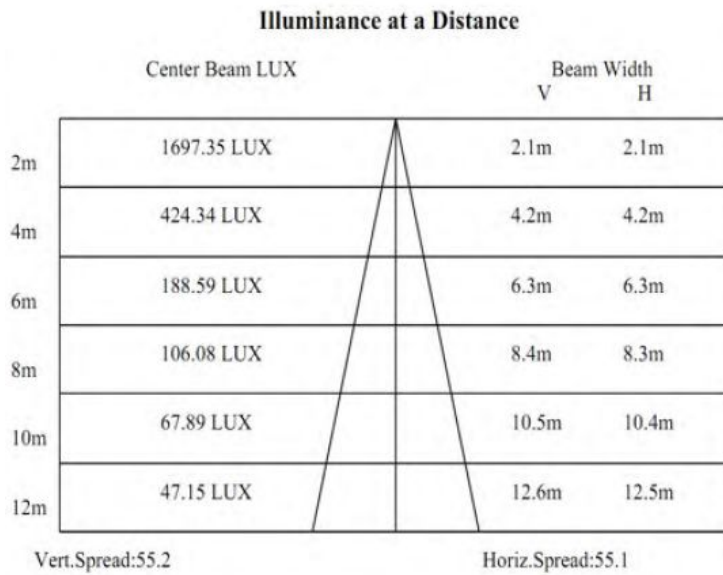 Illuminance at a Distance
Center Beam LUX Beam Width
V H
2m 1697.35 LUX 2.1m 2.1m
4m 424.34 LUX 4.2m 4.2m
6m 188.59 LUX 6.3m 6.3m
8m 106.08 LUX 8.4m 8.3m
10m 67.89 LUX 10.5m 10.4m
12m 47.15 LUX 12.6m 12.5m
Vert.Spread:55.2 Horiz.Spread:55.1